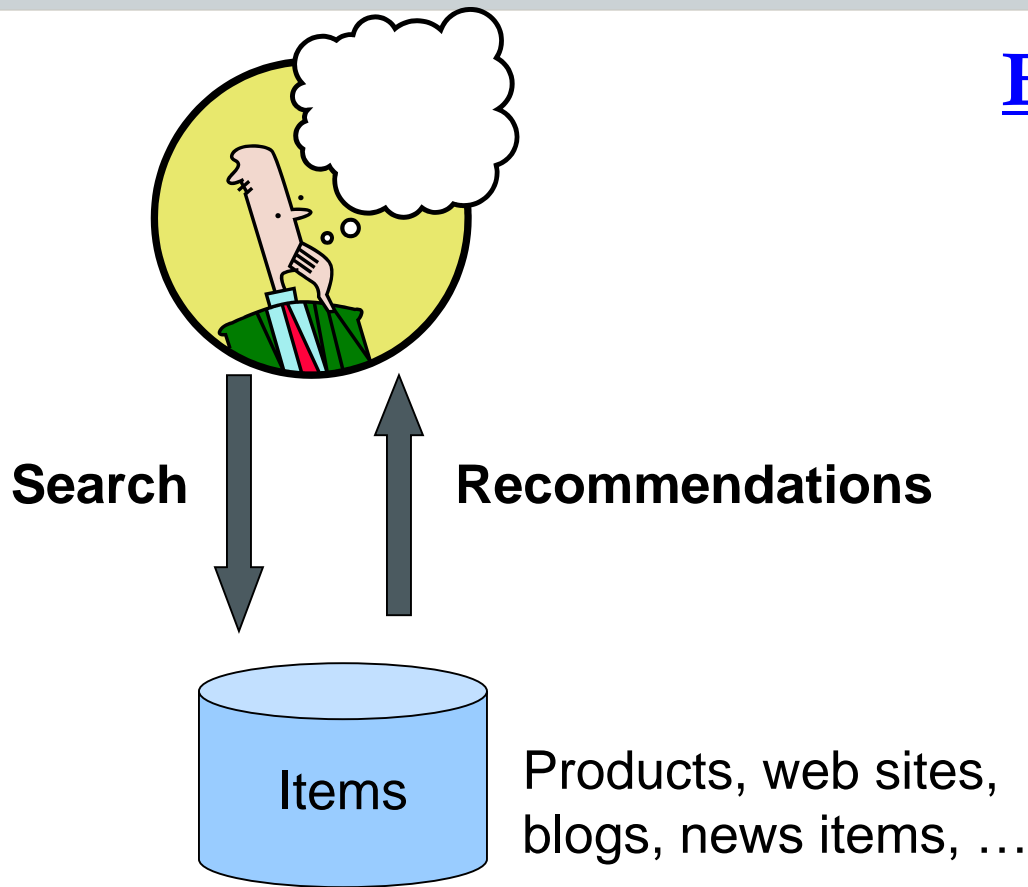 Search
Recommendations
Items
Products, web sites,
blogs, news items, …